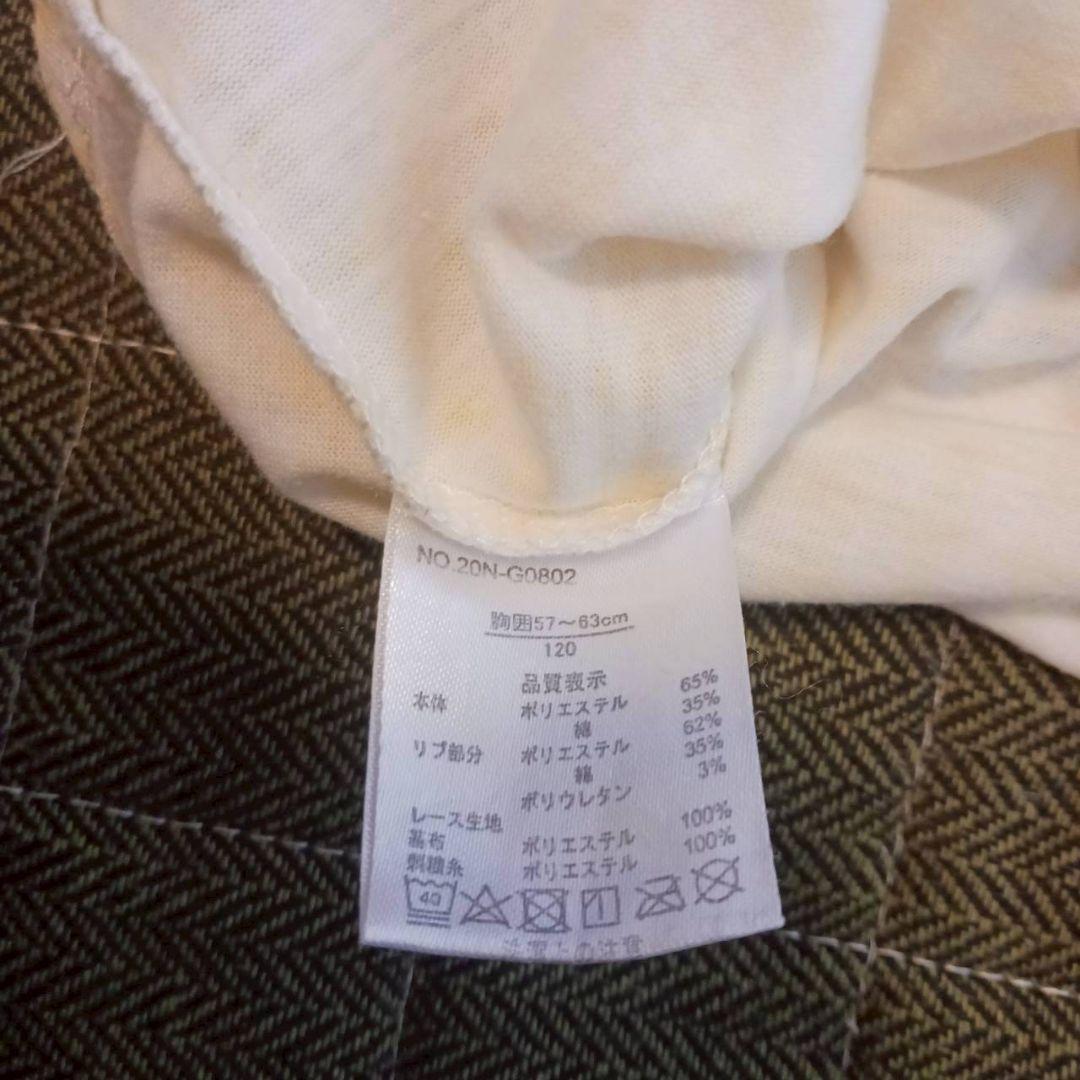 NO.20N-G0802
胸囲57～63cm
120
品質表示
本体 ポリエステル 65%
綿 35%
リブ部分 ポリエステル 62%
綿 35%
ポリウレタン 3%
レース生地
基布 ポリエステル 100%
刺繍糸 ポリエステル 100%
40